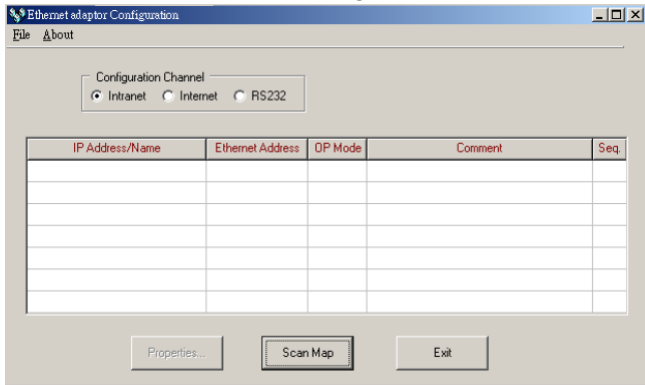 Ethernet adaptor Configuration
File About
Configuration Channel
Intranet Internet RS232
IP Address/Name Ethernet Address OP Mode Comment Seq.
Properties... Scan Map Exit